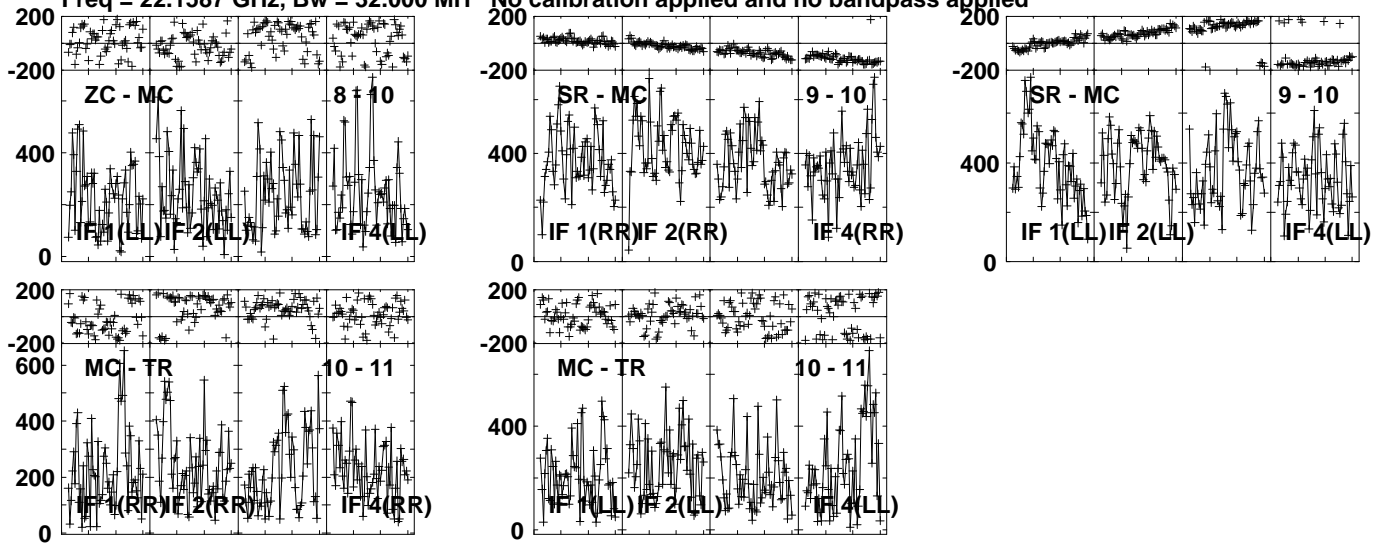 Freq = 22.1587 GHz, Bw = 32.000 MH No calibration applied and no bandpass applied
200
-200
ZC - MC 8 - 10
400
IF 1(LL) IF 2(LL) IF 4(LL)
0
200
-200
SR - MC 9 - 10
400
IF 1(RR) IF 2(RR) IF 4(RR)
0
200
-200
SR - MC 9 - 10
400
IF 1(LL) IF 2(LL) IF 4(LL)
0
200
-200
600
MC - TR 10 - 11
400
200
IF 1(RR) IF 2(RR) IF 4(RR)
0
200
-200
MC - TR 10 - 11
400
IF 1(LL) IF 2(LL) IF 4(LL)
0